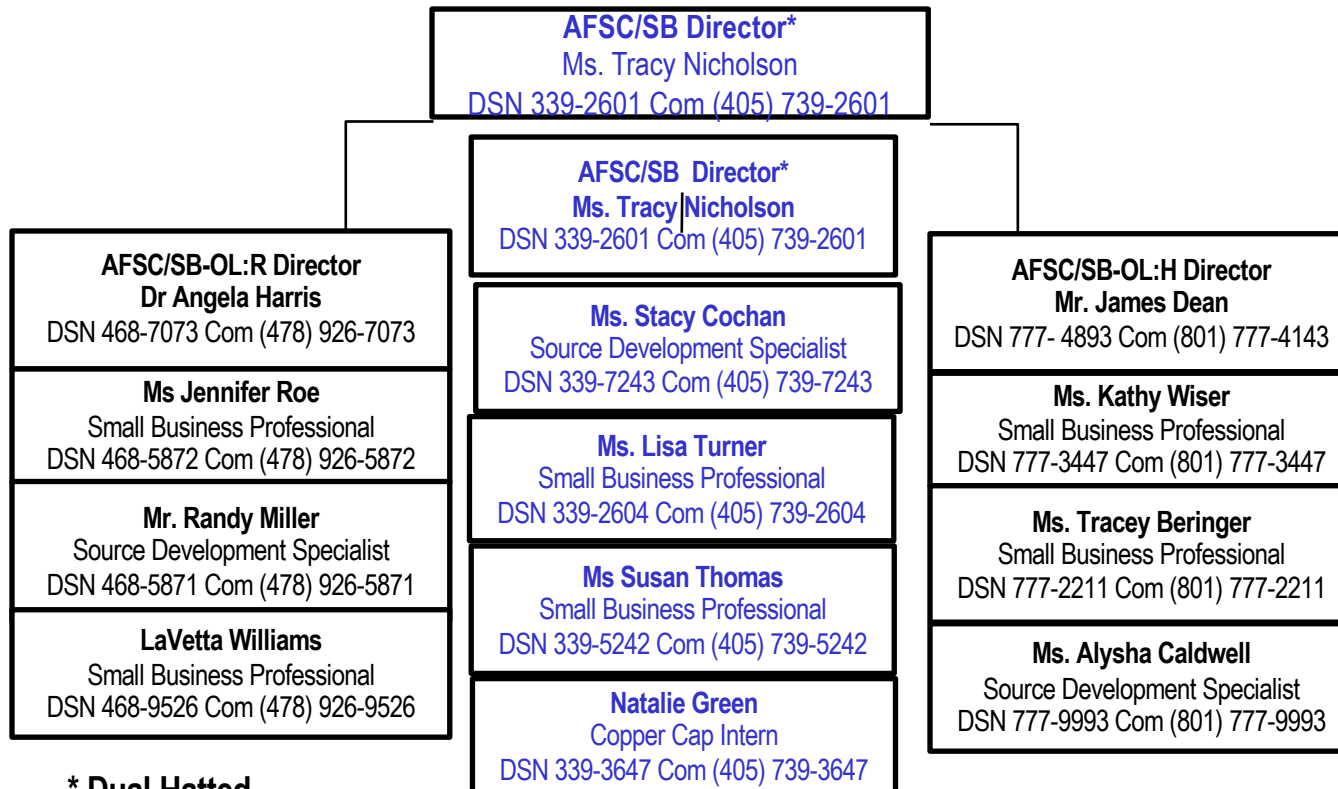 AFSC/SB Director*
Ms. Tracy Nicholson
DSN 339-2601 Com (405) 739-2601
AFSC/SB Director*
Ms. Tracy Nicholson
DSN 339-2601 Com (405) 739-2601
AFSC/SB-OL:R Director
Dr Angela Harris
DSN 468-7073 Com (478) 926-7073
Ms Jennifer Roe
Small Business Professional
DSN 468-5872 Com (478) 926-5872
Mr. Randy Miller
Source Development Specialist
DSN 468-5871 Com (478) 926-5871
LaVetta Williams
Small Business Professional
DSN 468-9526 Com (478) 926-9526
Ms. Stacy Cochan
Source Development Specialist
DSN 339-7243 Com (405) 739-7243
Ms. Lisa Turner
Small Business Professional
DSN 339-2604 Com (405) 739-2604
Ms Susan Thomas
Small Business Professional
DSN 339-5242 Com (405) 739-5242
Natalie Green
Copper Cap Intern
DSN 339-3647 Com (405) 739-3647
AFSC/SB-OL:H Director
Mr. James Dean
DSN 777- 4893 Com (801) 777-4143
Ms. Kathy Wiser
Small Business Professional
DSN 777-3447 Com (801) 777-3447
Ms. Tracey Beringer
Small Business Professional
DSN 777-2211 Com (801) 777-2211
Ms. Alysha Caldwell
Source Development Specialist
DSN 777-9993 Com (801) 777-9993
* Dual Hatted